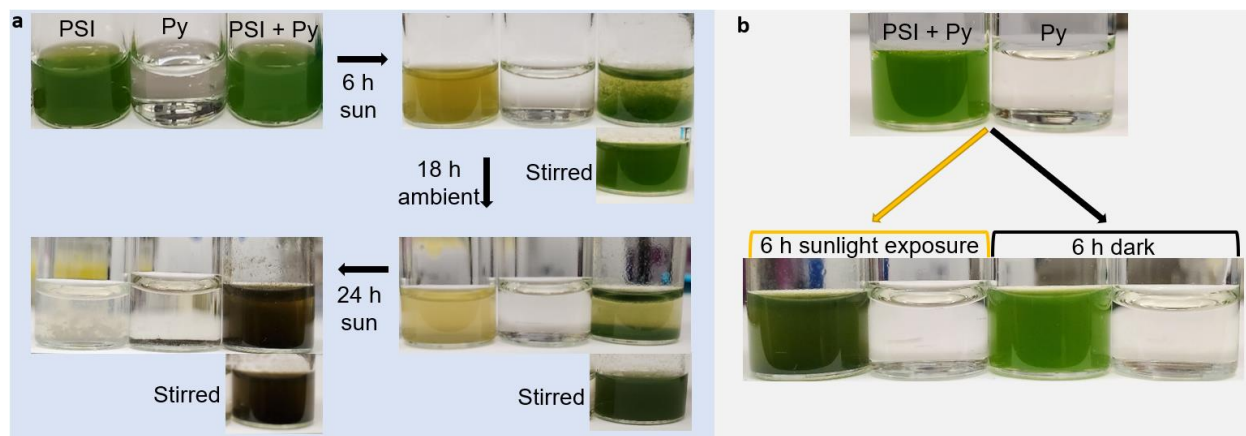 a
PSI Py PSI + Py
6 h
sun
18 h
ambient
Stirred
24 h
sun
Stirred
Stirred
b
PSI + Py Py
6 h sunlight exposure
6 h dark